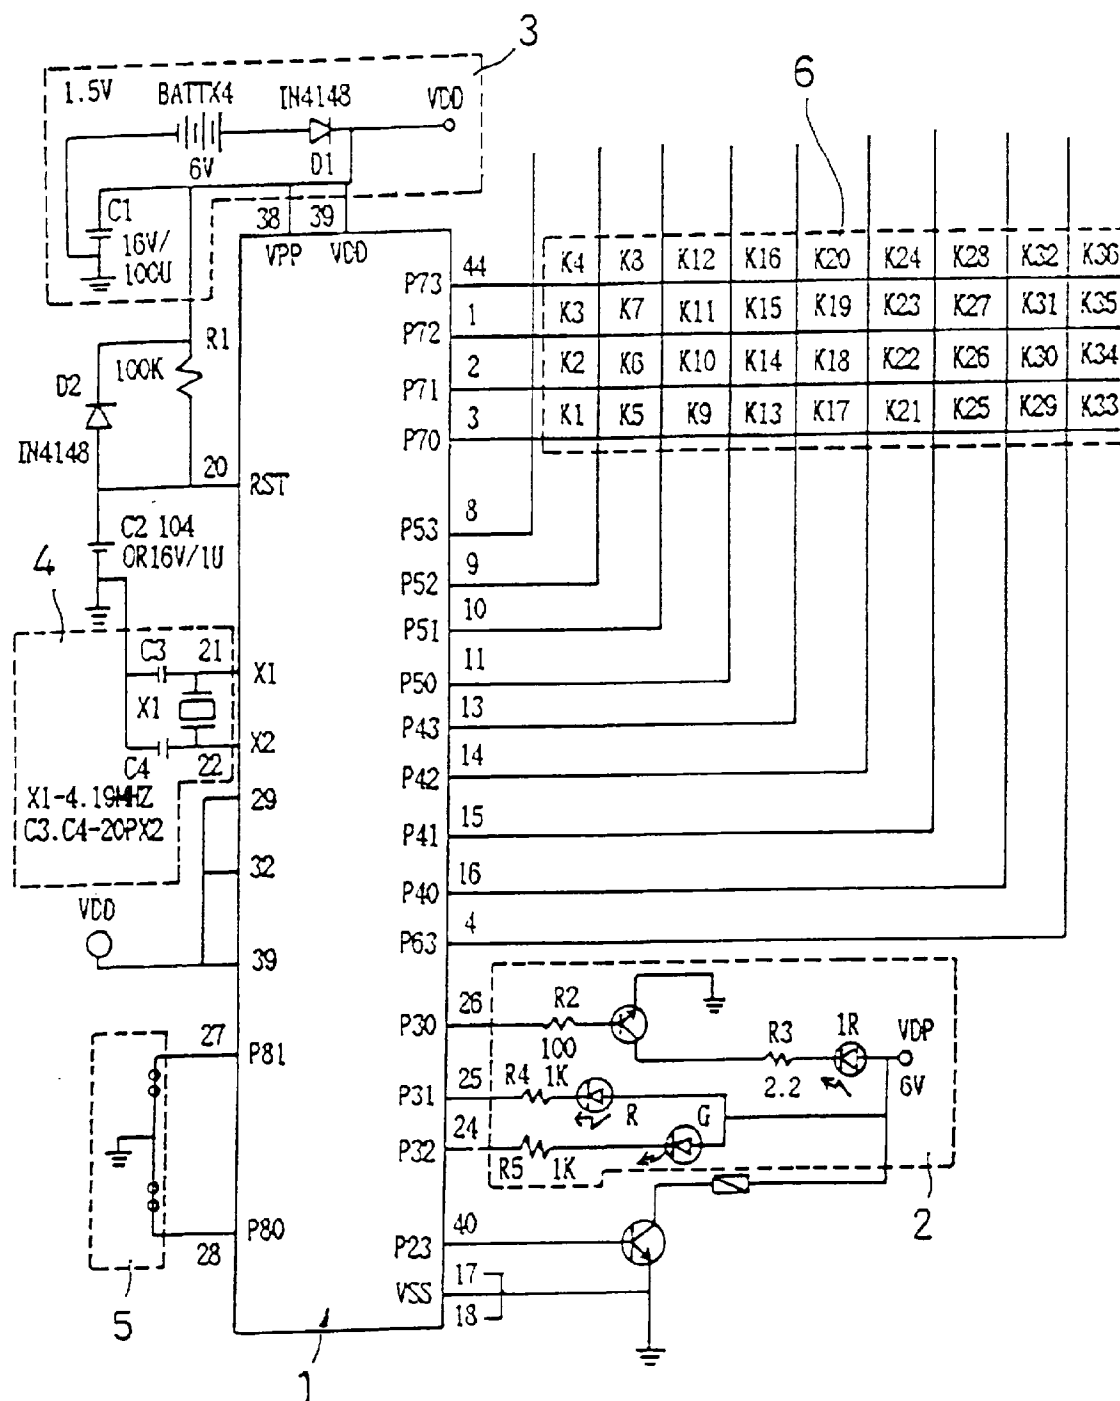 3
6
1.5V BATTX4 IN4148 VDD
6V D1
C1
16V/
100U
38 39
VPP VDD
R1
100K
D2
IN4148
20
RST
C2 104
OR16V/1U
4
C3 21
X1
X1
X2
C4 22
X1-4.19MHZ
C3.C4-20PX2
29
32
VDD
39
27
P81
P80
28
5
1
P73 44
P72 1
P71 2
P70 3
K4 K8 K12 K16 K20 K24 K28 K32 K36
K3 K7 K11 K15 K19 K23 K27 K31 K35
K2 K6 K10 K14 K18 K22 K26 K30 K34
K1 K5 K9 K13 K17 K21 K25 K29 K33
P53 8
P52 9
P51 10
P50 11
P43 13
P42 14
P41 15
P40 16
P63 4
P30 26 R2
100
R3 1R VDP
2.2 6V
P31 25 R4 1K
R G
P32 24
R5 1K
2
P23 40
VSS 17
18